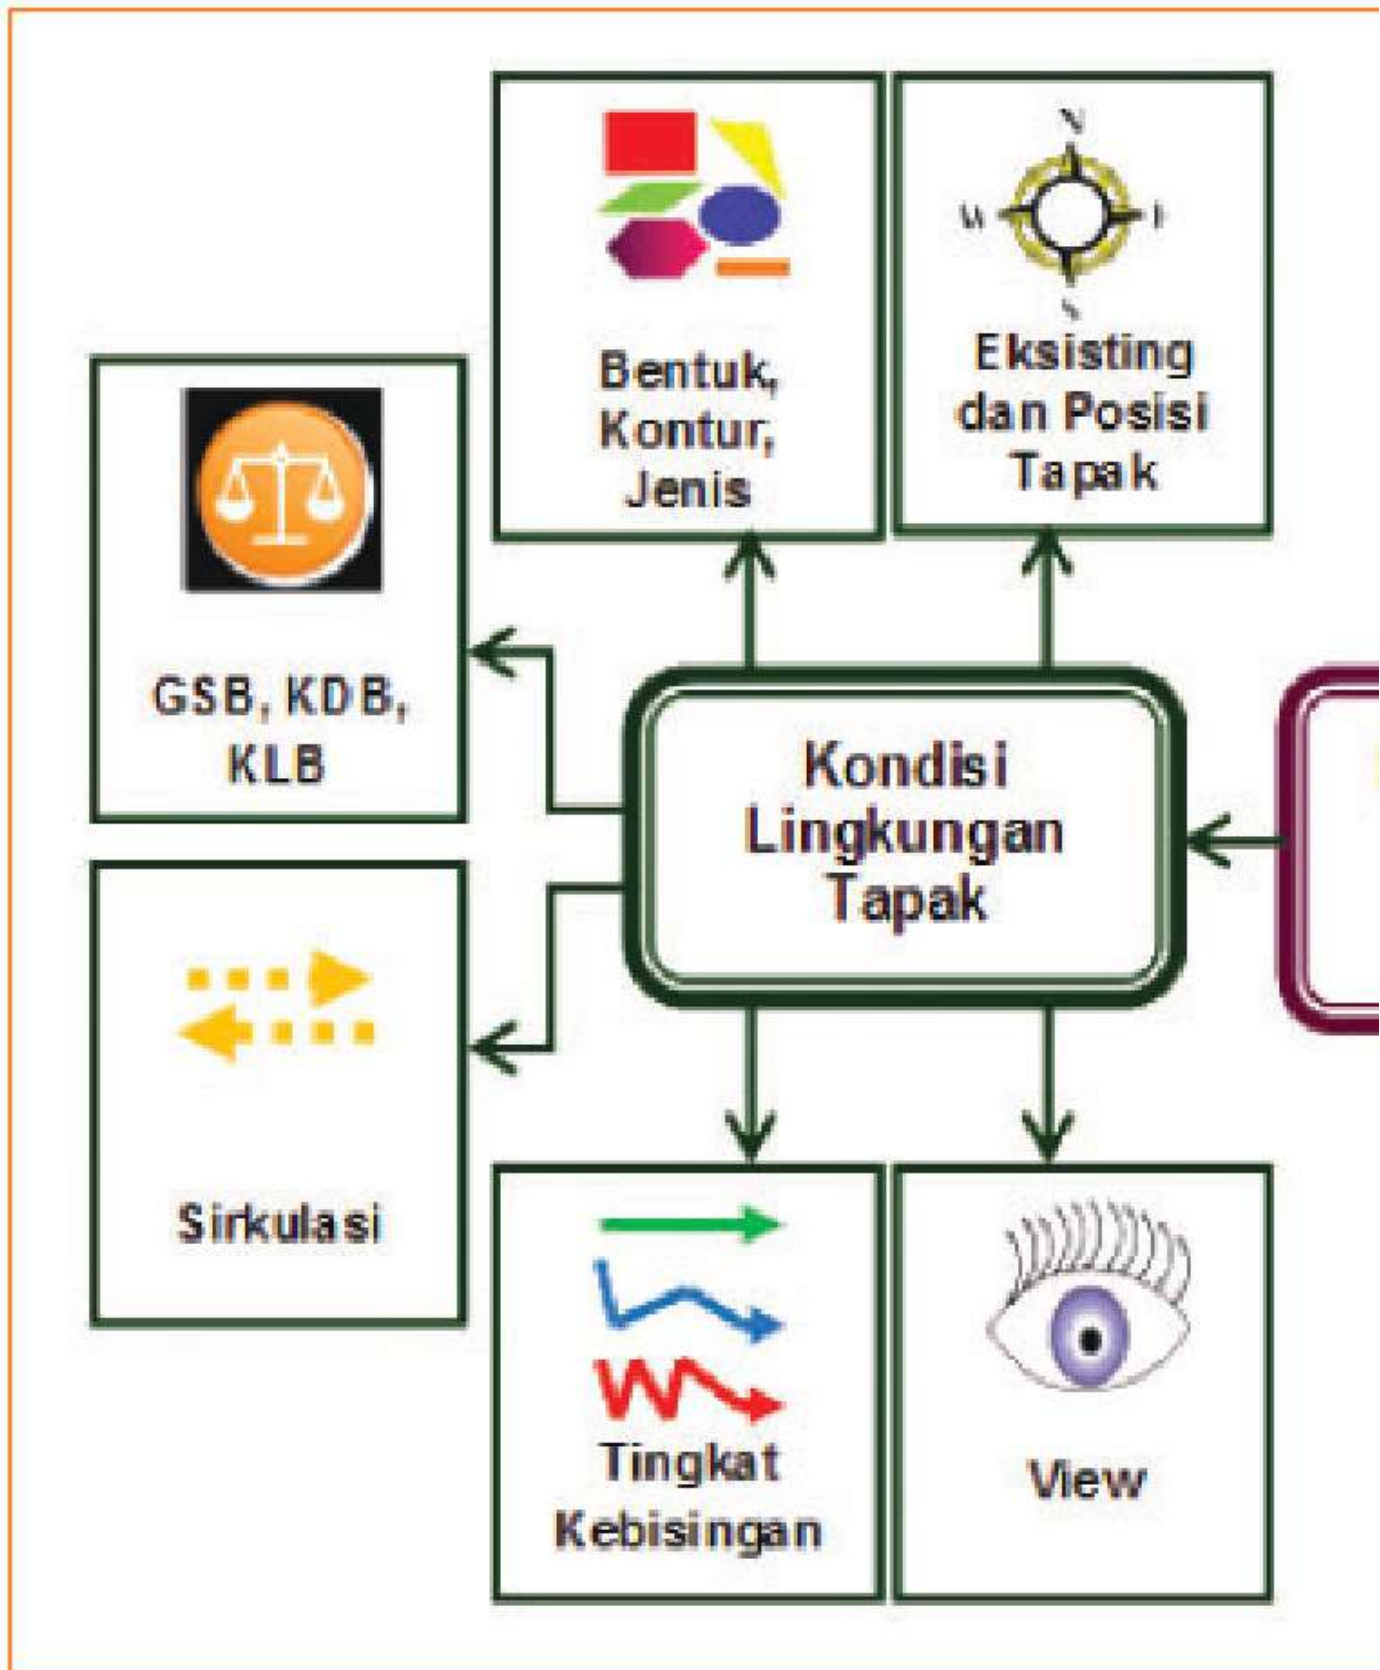 N
W
S
Bentuk,
Kontur,
Jenis
Eksisting
dan Posisi
Tapak
GSB, KDB,
KLB
Kondisi
Lingkungan
Tapak
Sirkulasi
Tingkat
Kebisingan
View